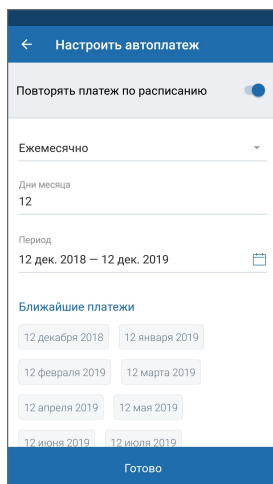 Настроить автоплатеж
Повторять платеж по расписанию
Ежемесячно
Дни месяца
12
Период
12 дек. 2018 — 12 дек. 2019
Ближайшие платежи
12 декабря 2018 12 января 2019
12 февраля 2019 12 марта 2019
12 апреля 2019 12 мая 2019
12 июня 2019 12 июля 2019
Готово